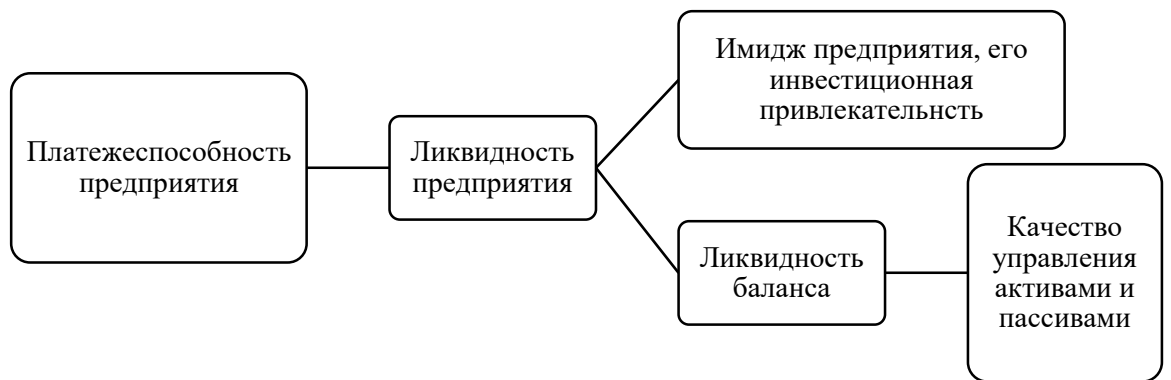 Платежеспособность
предприятия
Ликвидность
предприятия
Имидж предприятия, его
инвестиционная
привлекательнсть
Ликвидность
баланса
Качество
управления
активами и
пассивами